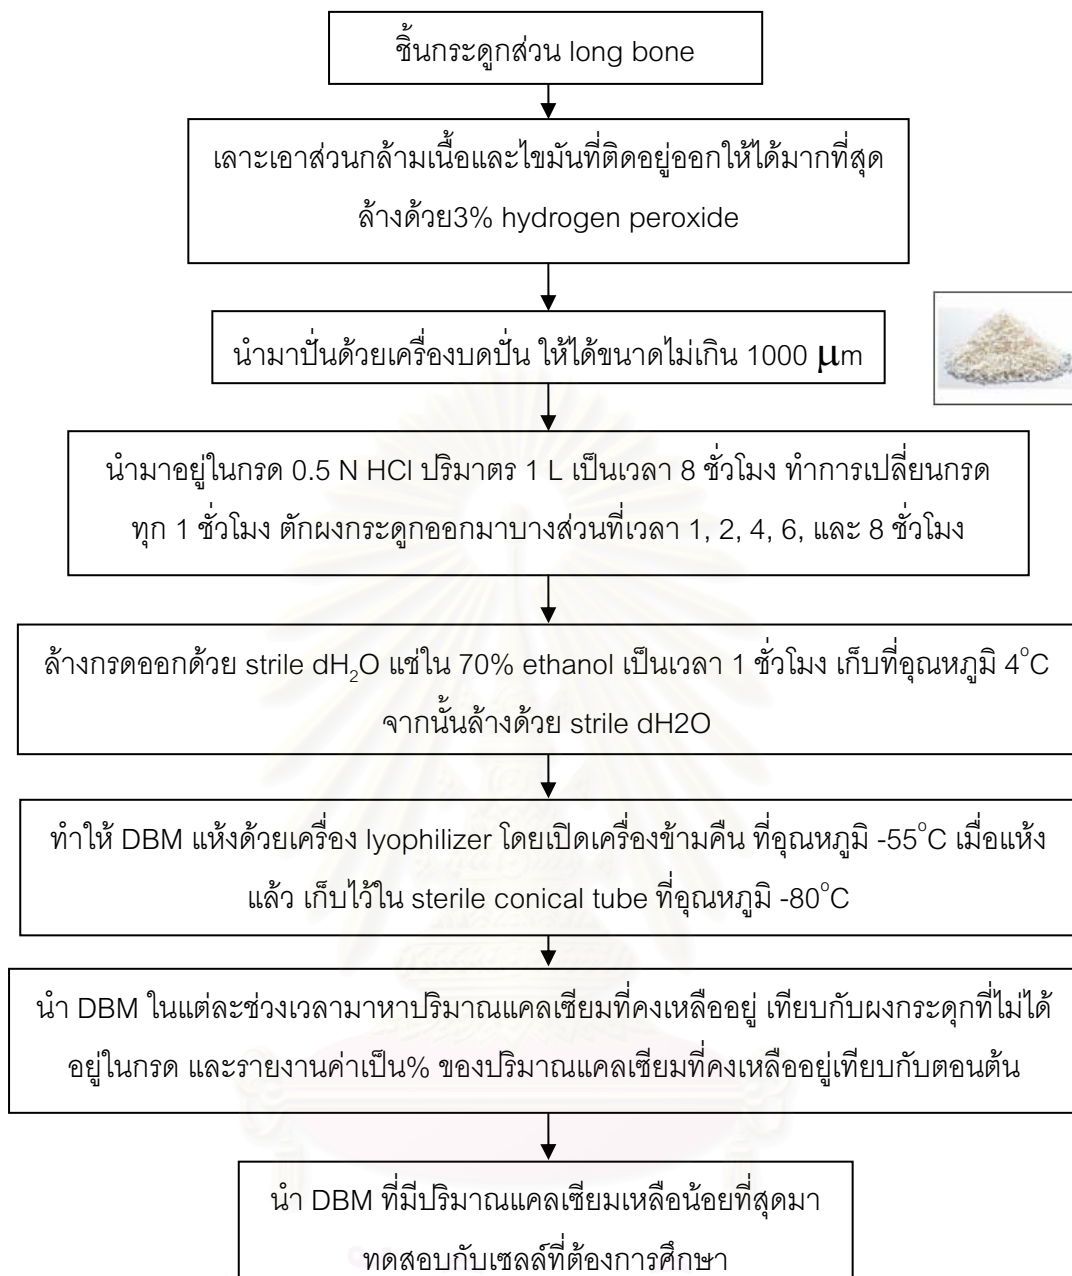 ชิ้นกระดูกส่วน long bone
เลาะเอาส่วนกล้ามเนื้อและไขมันที่ติดอยู่ออกให้ได้มากที่สุด
ล้างด้วย3% hydrogen peroxide
นำมาปั่นด้วยเครื่องบดปั่น ให้ได้ขนาดไม่เกิน 1000 µm
นำมาอยู่ในกรด 0.5 N HCl ปริมาตร 1 L เป็นเวลา 8 ชั่วโมง ทำการเปลี่ยนกรด
ทุก 1 ชั่วโมง ตักผงกระดูกออกมาบางส่วนที่เวลา 1, 2, 4, 6, และ 8 ชั่วโมง
ล้างกรดออกด้วย strile dH₂O แช่ใน 70% ethanol เป็นเวลา 1 ชั่วโมง เก็บที่อุณหภูมิ 4°C
จากนั้นล้างด้วย strile dH2O
ทำให้ DBM แห้งด้วยเครื่อง lyophilizer โดยเปิดเครื่องข้ามคืน ที่อุณหภูมิ -55°C เมื่อแห้ง
แล้ว เก็บไว้ใน sterile conical tube ที่อุณหภูมิ -80°C
นำ DBM ในแต่ละช่วงเวลามาหาปริมาณแคลเซียมที่คงเหลืออยู่ เทียบกับผงกระดุกที่ไม่ได้
อยู่ในกรด และรายงานค่าเป็น% ของปริมาณแคลเซียมที่คงเหลืออยู่เทียบกับตอนต้น
นำ DBM ที่มีปริมาณแคลเซียมเหลือน้อยที่สุดมา
ทดสอบกับเซลล์ที่ต้องการศึกษา